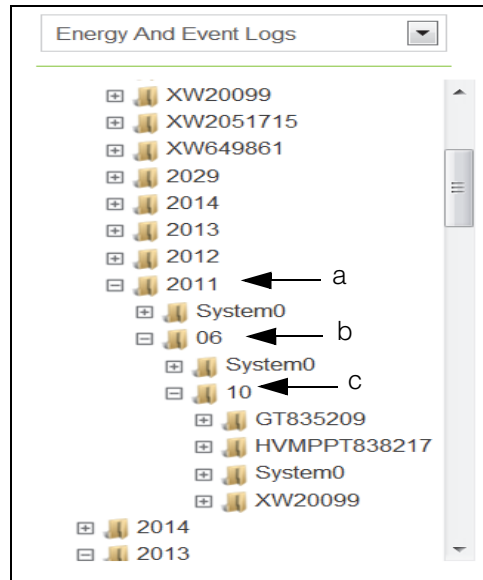 Energy And Event Logs
XW20099
XW2051715
XW649861
2029
2014
2013
2012
2011 a
System0
06 b
System0
10 c
GT835209
HVMPPT838217
System0
XW20099
2014
2013